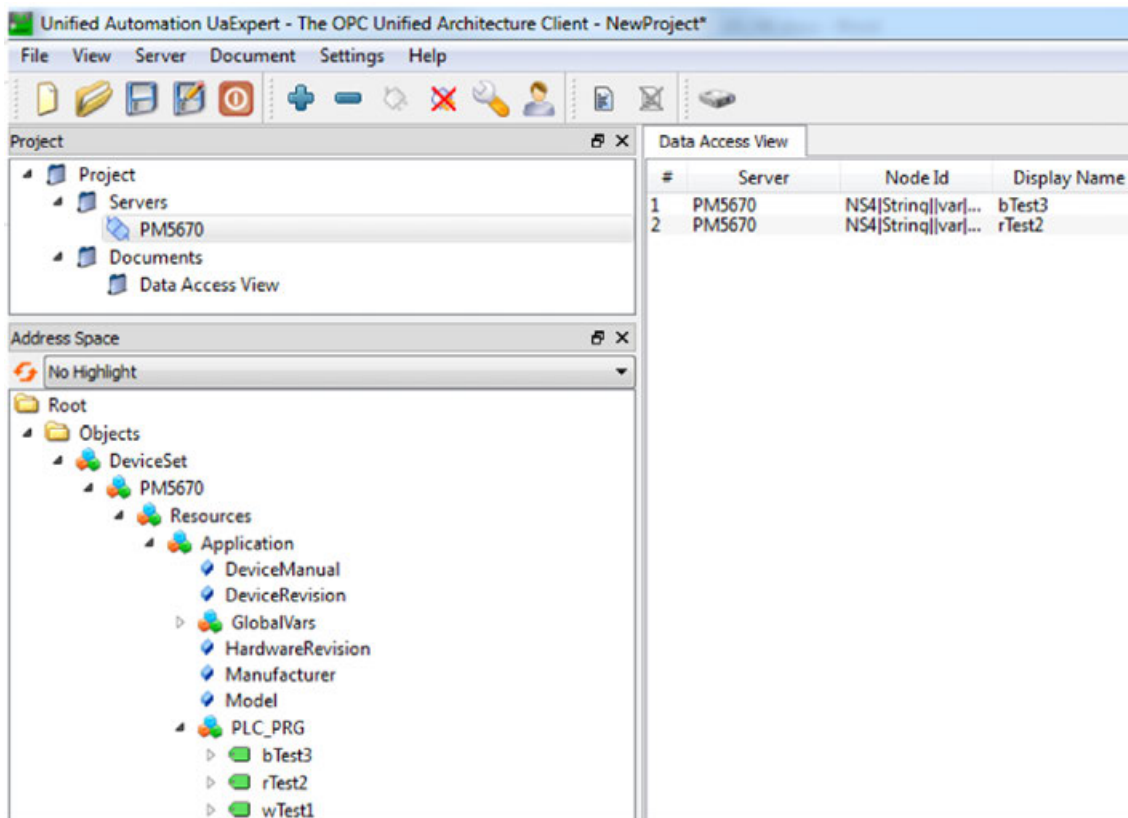 Unified Automation UaExpert - The OPC Unified Architecture Client - NewProject*
File View Server Document Settings Help
Project
Project
Servers
PM5670
Documents
Data Access View
Address Space
No Highlight
Root
Objects
DeviceSet
PM5670
Resources
Application
DeviceManual
DeviceRevision
GlobalVars
HardwareRevision
Manufacturer
Model
PLC_PRG
bTest3
rTest2
wTest1
Data Access View
# Server Node Id Display Name
1 PM5670 NS4|String||var|... bTest3
2 PM5670 NS4|String||var|... rTest2